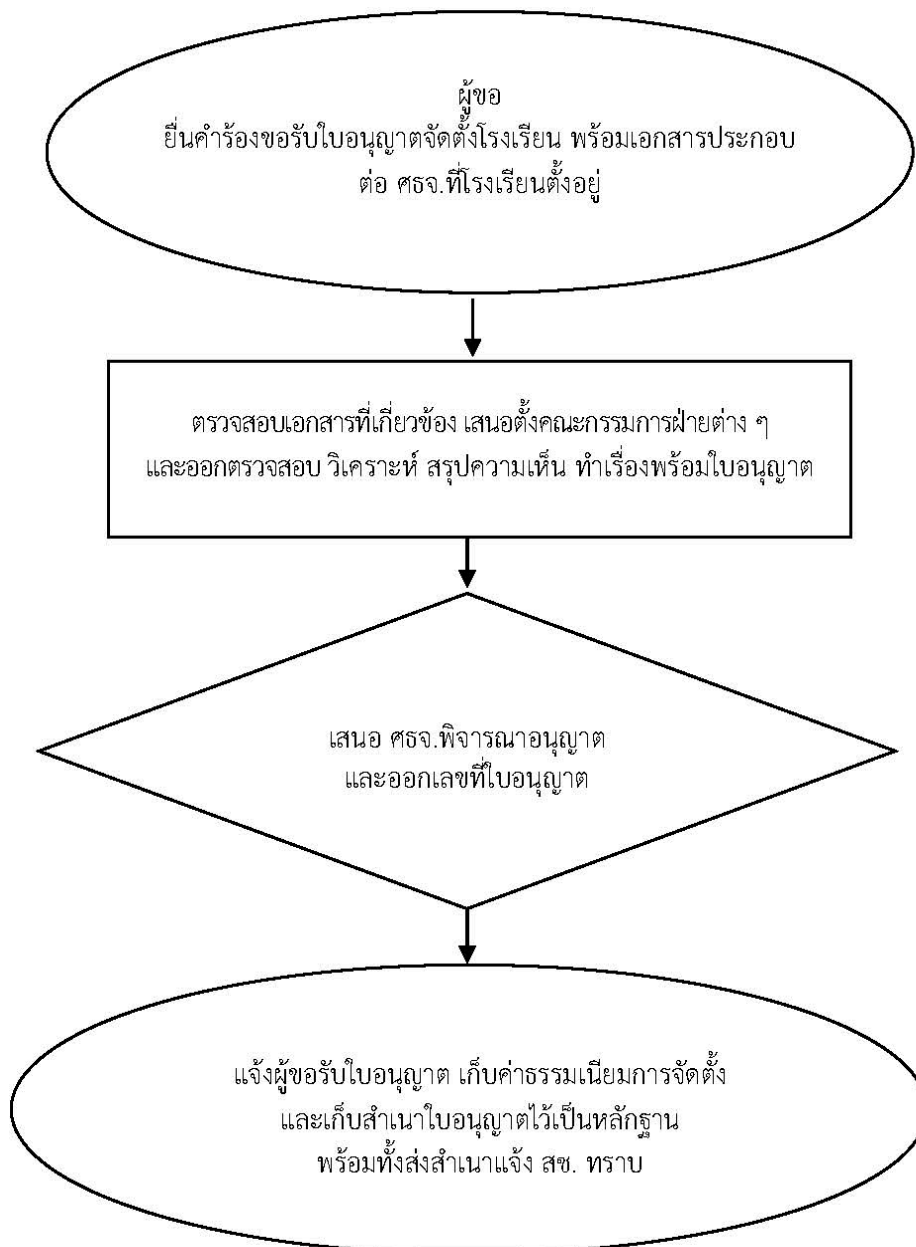 ผู้ขอ
ยื่นคำร้องขอรับใบอนุญาตจัดตั้งโรงเรียน พร้อมเอกสารประกอบ
ต่อ ศธจ.ที่โรงเรียนตั้งอยู่
ตรวจสอบเอกสารที่เกี่ยวข้อง เสนอตั้งคณะกรรมการฝ่ายต่าง ๆ
และออกตรวจสอบ วิเคราะห์ สรุปความเห็น ทำเรื่องพร้อมใบอนุญาต
เสนอ ศธจ.พิจารณาอนุญาต
และออกเลขที่ใบอนุญาต
แจ้งผู้ขอรับใบอนุญาต เก็บค่าธรรมเนียมการจัดตั้ง
และเก็บสำเนาใบอนุญาตไว้เป็นหลักฐาน
พร้อมทั้งส่งสำเนาแจ้ง สช. ทราบ